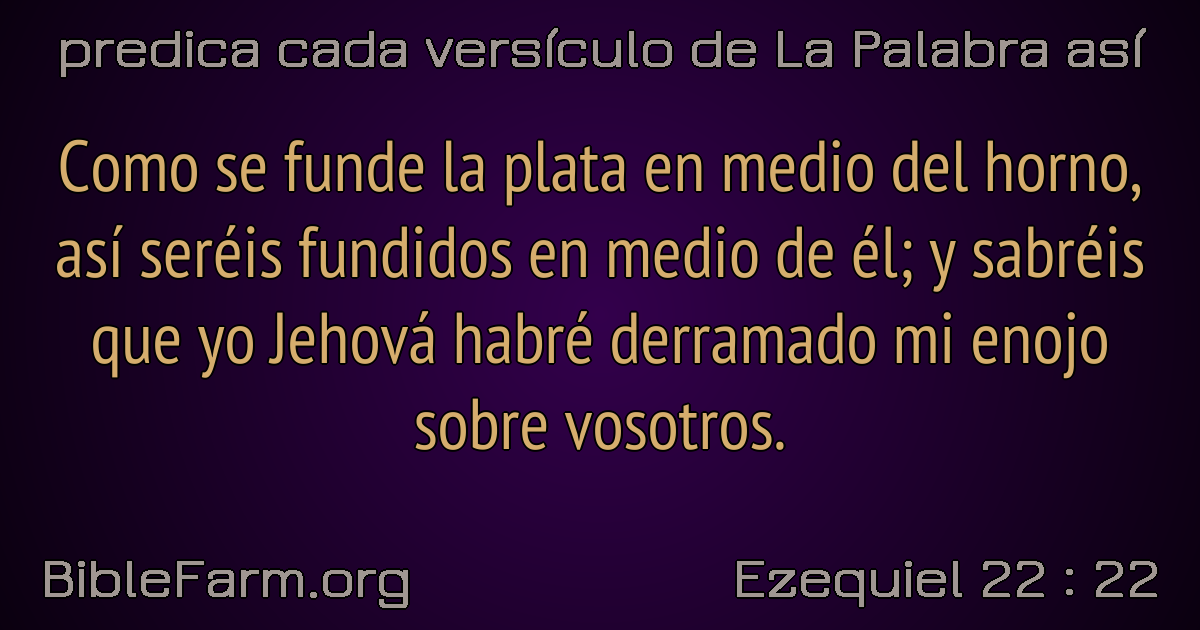 predica cada versículo de La Palabra así
Como se funde la plata en medio del horno,
así seréis fundidos en medio de él; y sabréis
que yo Jehová habré derramado mi enojo
sobre vosotros.
BibleFarm.org
Ezequiel 22 : 22